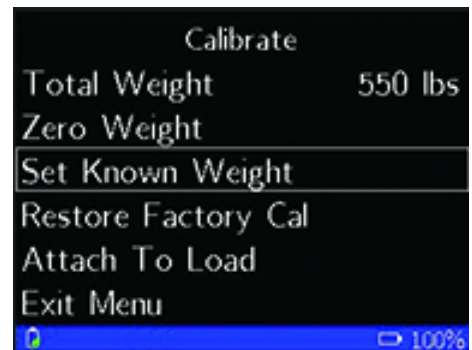 Calibrate
Total Weight 550 lbs
Zero Weight
Set Known Weight
Restore Factory Cal
Attach To Load
Exit Menu
100%